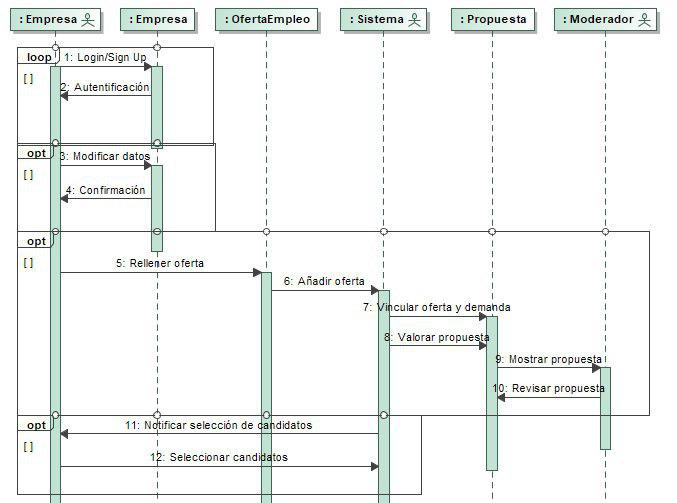 : Empresa
: Empresa
: OfertaEmpleo
: Sistema
: Propuesta
: Moderador
loop
1: Login/Sign Up
[ ]
2: Autentificación
opt
3: Modificar datos
[ ]
4: Confirmación
opt
[ ]
5: Rellener oferta
6: Añadir oferta
7: Vincular oferta y demanda
8: Valorar propuesta
9: Mostrar propuesta
10: Revisar propuesta
opt
11: Notificar selección de candidatos
[ ]
12: Seleccionar candidatos